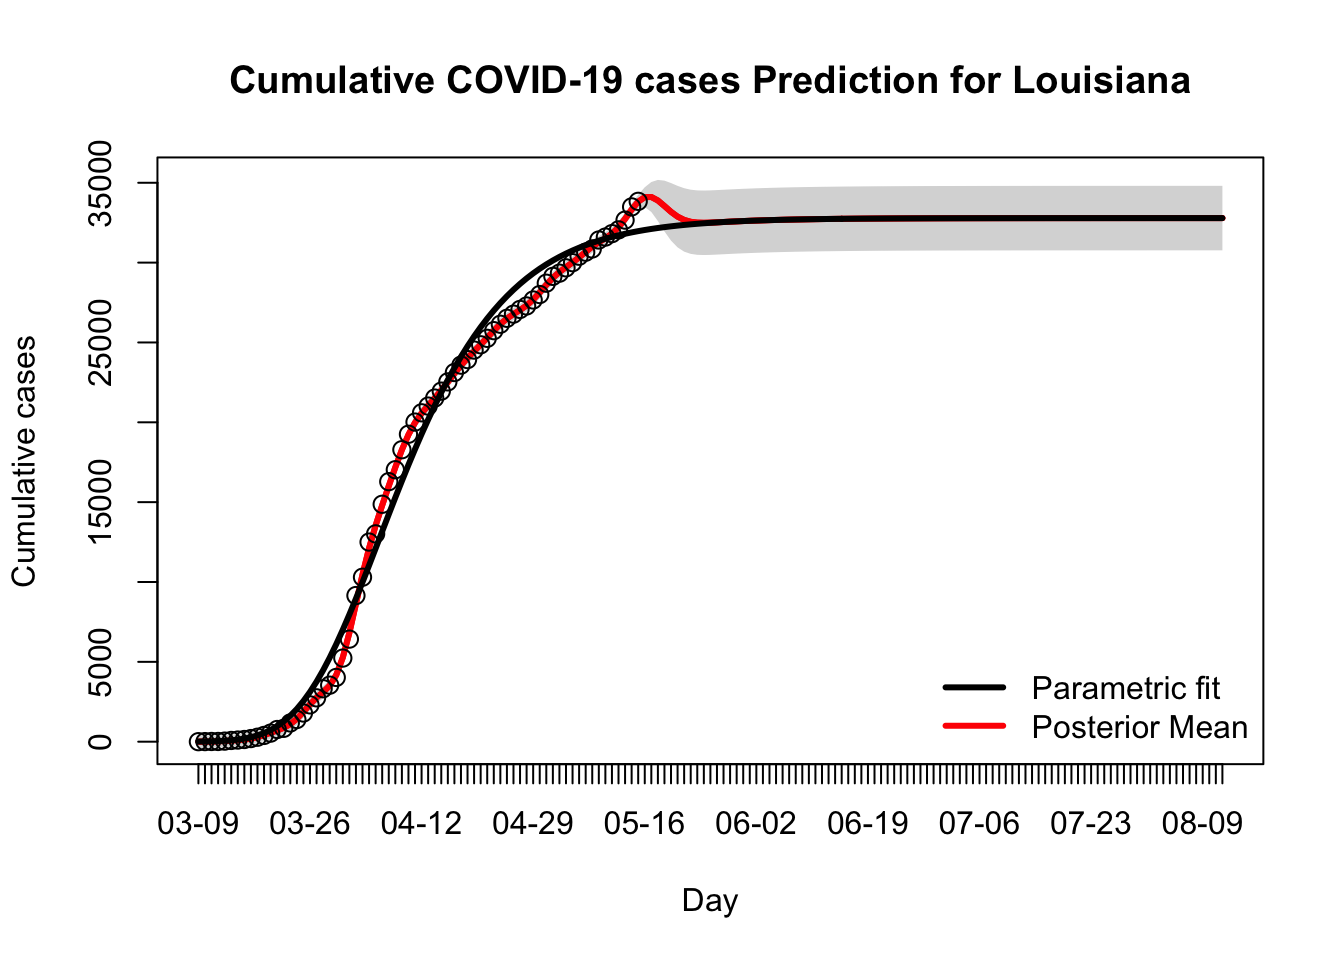 Cumulative COVID-19 cases Prediction for Louisiana
Cumulative cases
35000
25000
15000
5000
0
Parametric fit
Posterior Mean
03-09 03-26 04-12 04-29 05-16 06-02 06-19 07-06 07-23 08-09
Day